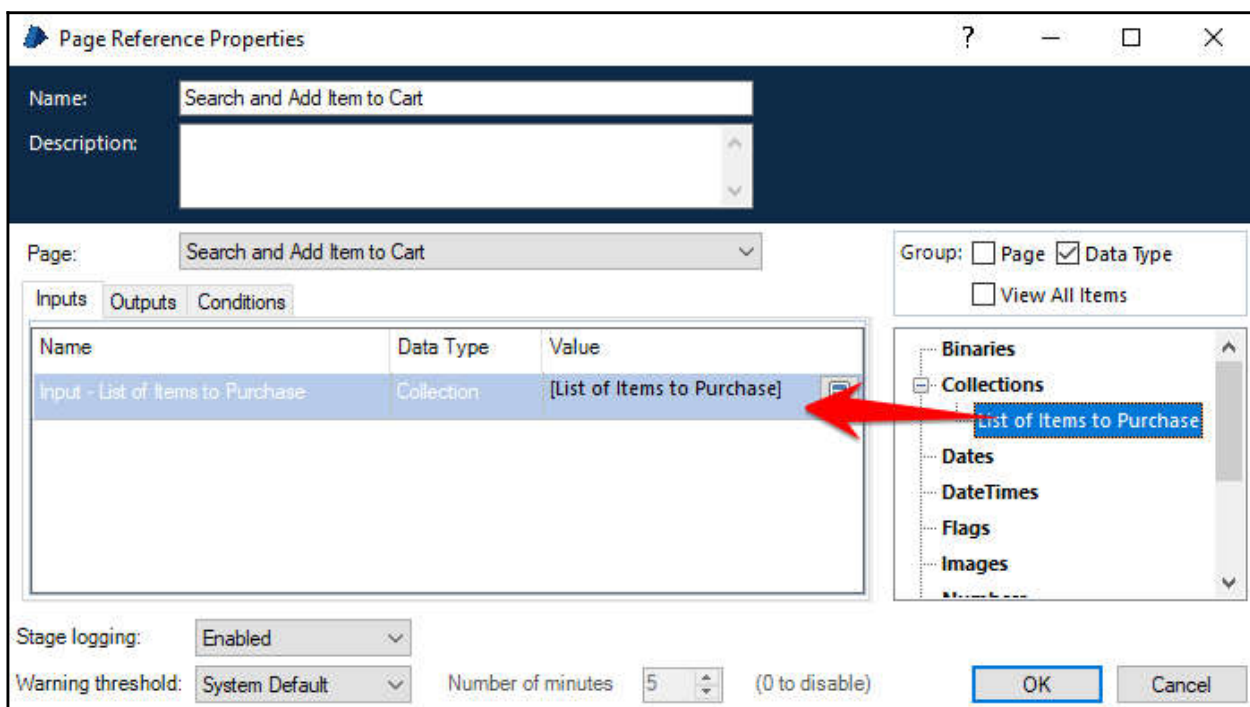 Page Reference Properties
Name: Search and Add Item to Cart
Description:
Page: Search and Add Item to Cart
Group: Page Data Type
View All Items
Inputs Outputs Conditions
Name Data Type Value
Input - List of Items to Purchase Collection [List of Items to Purchase]
Binaries
Collections
List of Items to Purchase
Dates
DateTimes
Flags
Images
Stage logging: Enabled
Warning threshold: System Default Number of minutes 5 (0 to disable)
OK Cancel